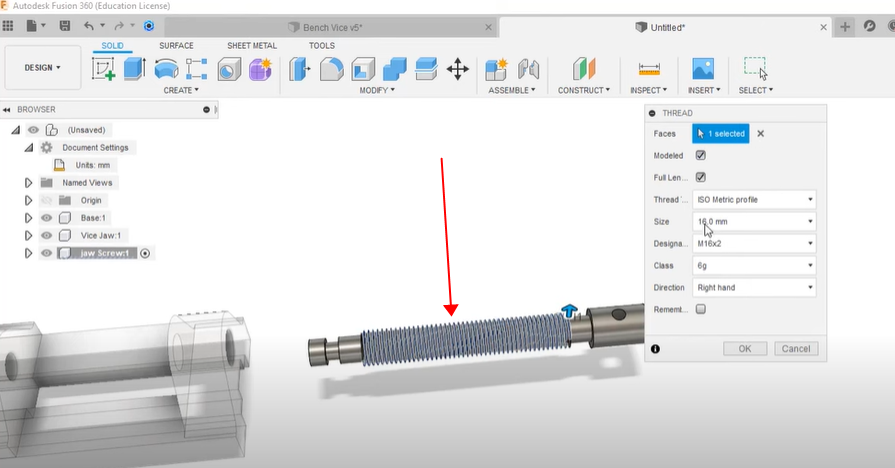 Autodesk Fusion 360 (Education License)
Bench Vice v5*
Untitled*
SOLID
SURFACE
SHEET METAL
TOOLS
DESIGN
CREATE
MODIFY
ASSEMBLE
CONSTRUCT
INSPECT
INSERT
SELECT
BROWSER
(Unsaved)
Document Settings
Units: mm
Named Views
Origin
Base:1
Vice Jaw:1
jaw Screw:1
THREAD
Faces 1 selected
Modeled
Full Len...
Thread '... ISO Metric profile
Size 16.0 mm
Designa... M16x2
Class 6g
Direction Right hand
Rememt...
OK Cancel